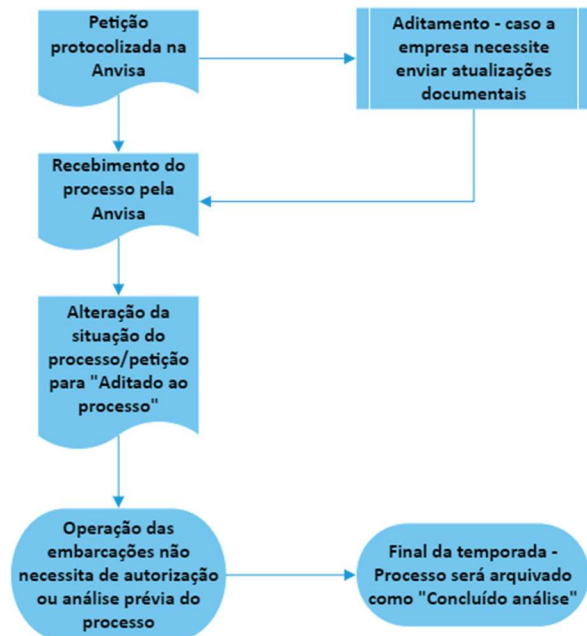 Petição
protocolizada na
Anvisa
Aditamento - caso a
empresa necessite
enviar atualizações
documentais
Recebimento do
processo pela
Anvisa
Alteração da
situação do
processo/petição
para "Aditado ao
processo"
Operação das
embarcações não
necessita de autorização
ou análise prévia do
processo
Final da temporada -
Processo será arquivado
como "Concluído análise"